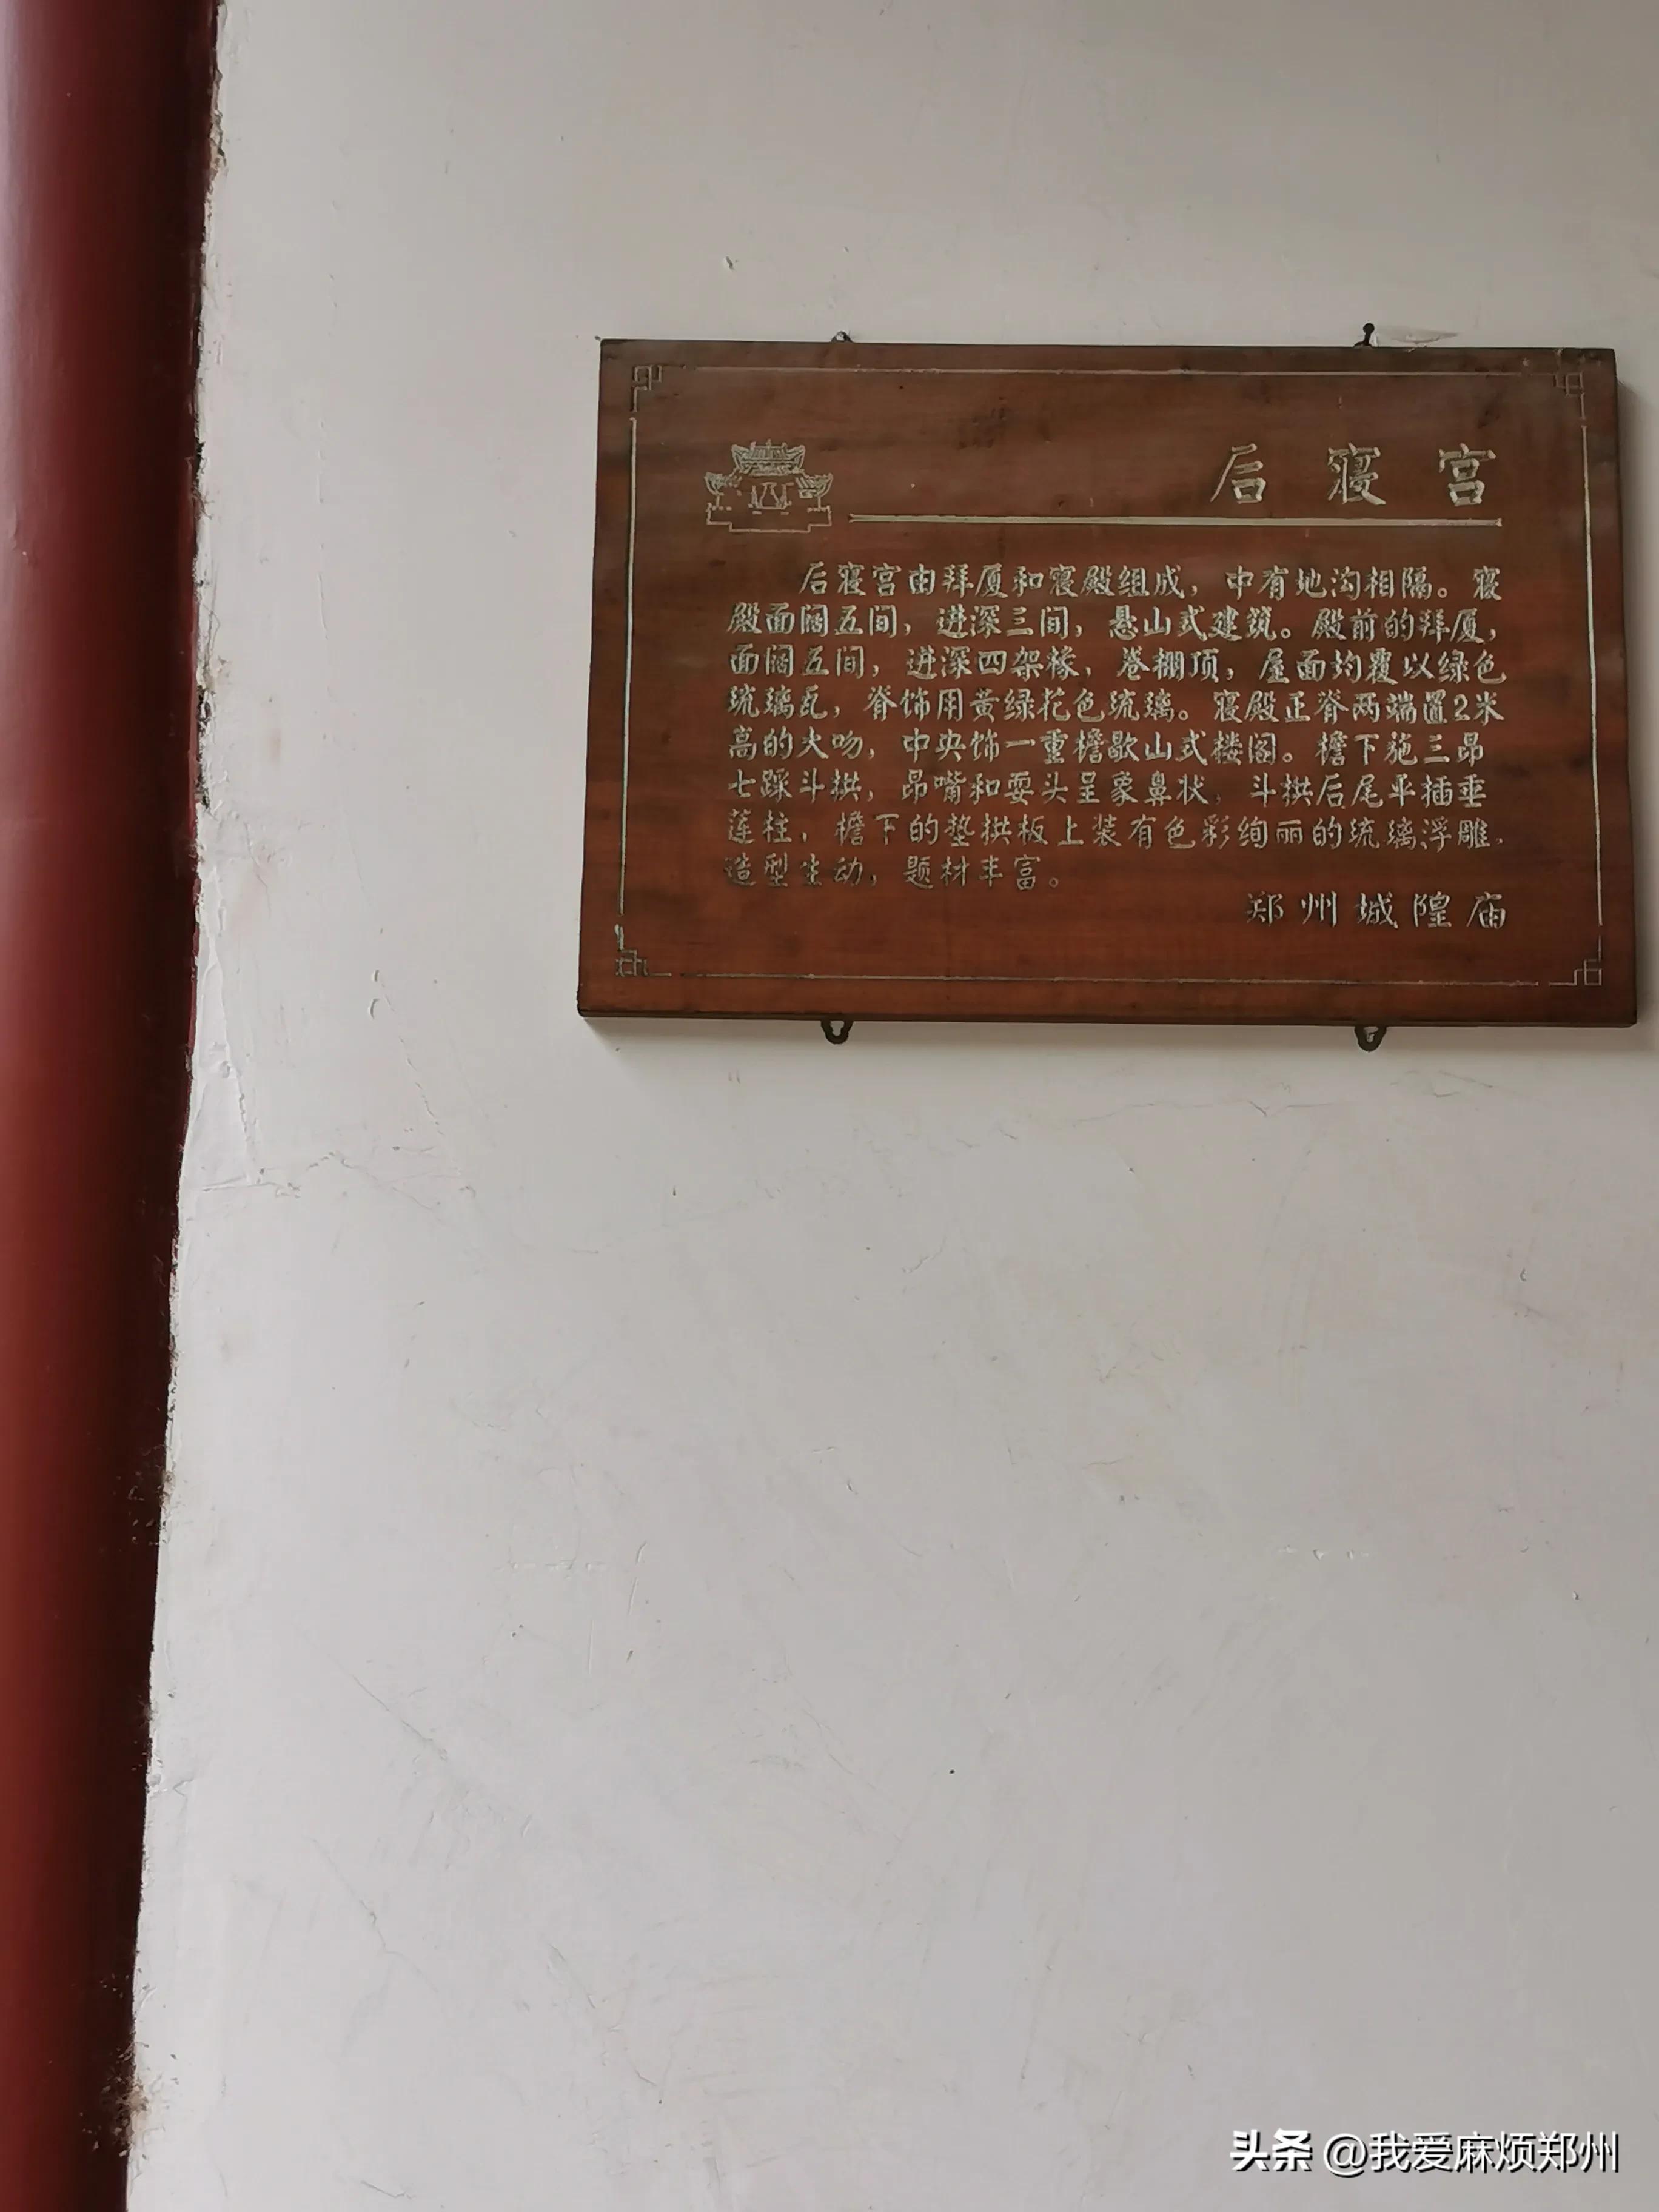 后寝宫
后寝宫由拜厦和寝殿组成，中有地沟相隔。寝
殿面阔五间，进深三间，悬山式建筑。殿前的拜厦，
面阔五间，进深四架椽，卷棚顶，屋面均覆以绿色
琉璃瓦，脊饰用黄绿花色琉璃。寝殿正脊两端置2米
高的大吻，中央饰一重檐歇山式楼阁。檐下施三昂
七踩斗拱，昂嘴和耍头呈象鼻状，斗拱后尾平插垂
莲柱，檐下的垫拱板上装有色彩绚丽的琉璃浮雕，
造型生动，题材丰富。
郑州城隍庙
头条 @我爱麻烦郑州